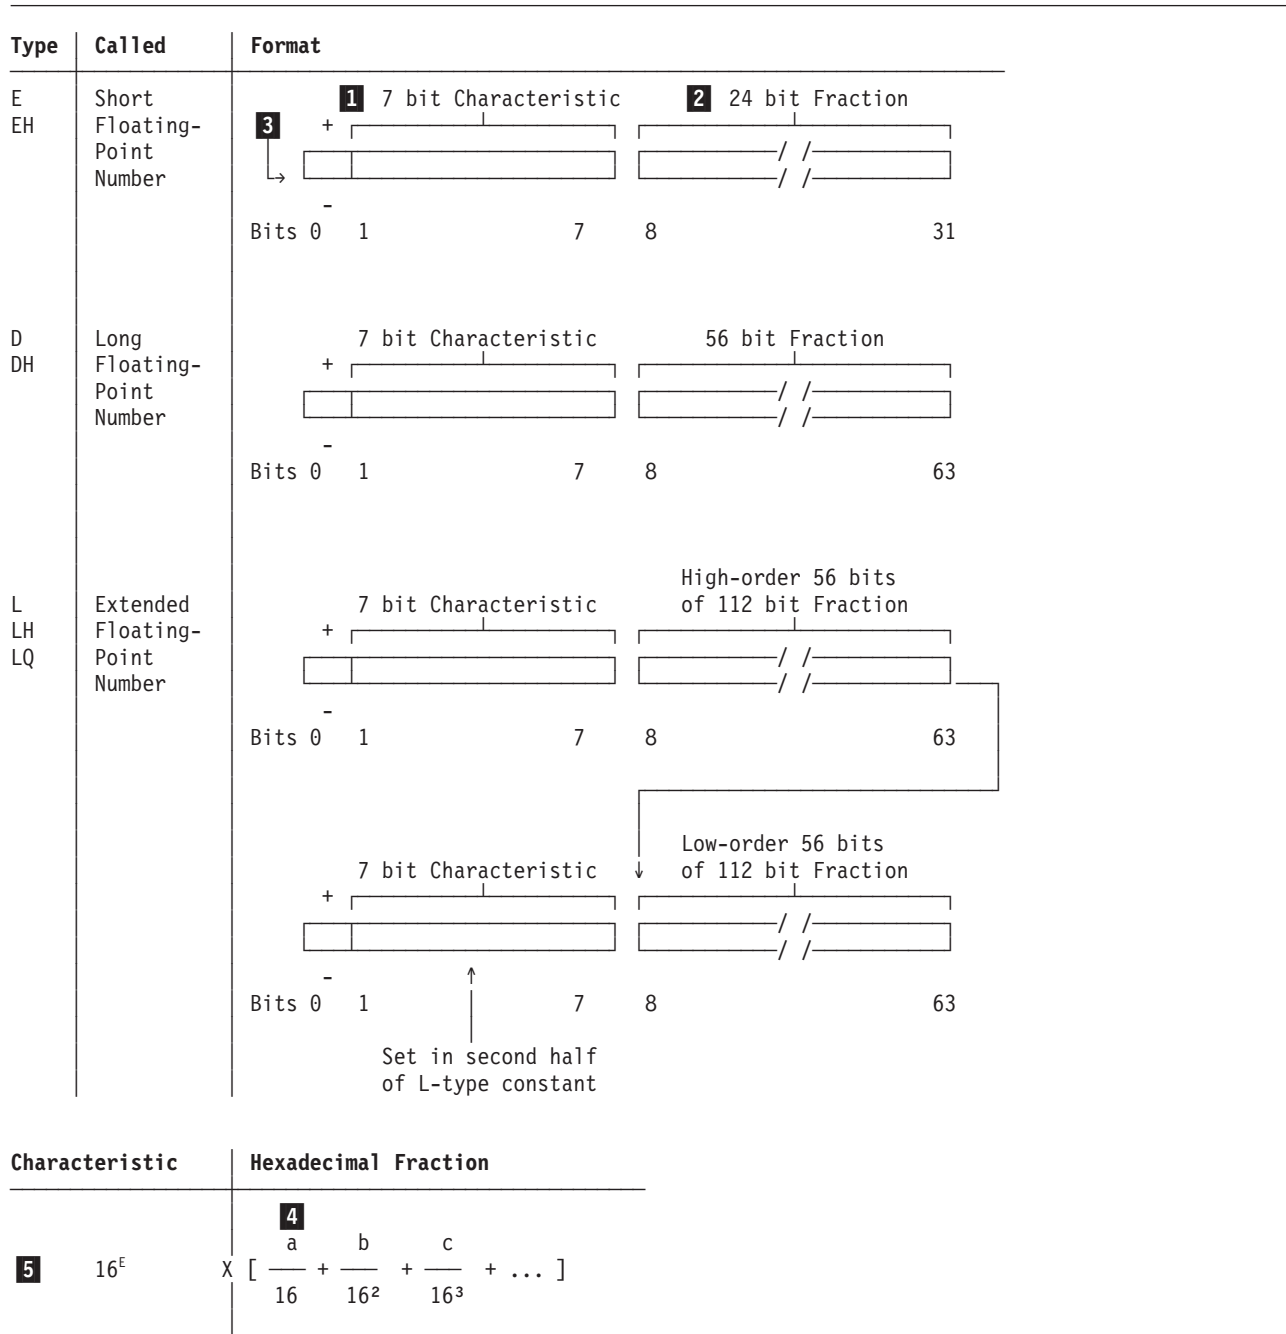 Type Called Format
E Short 1 7 bit Characteristic 2 24 bit Fraction
EH Floating- 3 +
Point / /
Number / /
-
Bits 0 1 7 8 31
D Long 7 bit Characteristic 56 bit Fraction
DH Floating- +
Point / /
Number / /
-
Bits 0 1 7 8 63
High-order 56 bits
L Extended 7 bit Characteristic of 112 bit Fraction
LH Floating- +
LQ Point / /
Number / /
-
Bits 0 1 7 8 63
Low-order 56 bits
7 bit Characteristic of 112 bit Fraction
+
/ /
/ /
-
Bits 0 1 7 8 63
Set in second half
of L-type constant
Characteristic Hexadecimal Fraction
4
a b c
5 16ᴱ X [ — + — + — + ... ]
16 16² 16³